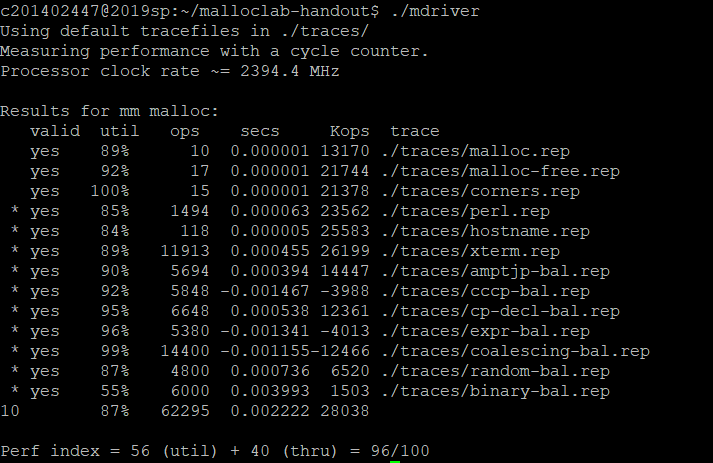 c201402447@2019sp:~/malloclab-handout$ ./mdriver
Using default tracefiles in ./traces/
Measuring performance with a cycle counter.
Processor clock rate ~= 2394.4 MHz
Results for mm malloc:
   valid  util   ops    secs     Kops  trace
   yes    89%      10  0.000001 13170 ./traces/malloc.rep
   yes    92%      17  0.000001 21744 ./traces/malloc-free.rep
   yes   100%      15  0.000001 21378 ./traces/corners.rep
 * yes    85%    1494  0.000063 23562 ./traces/perl.rep
 * yes    84%     118  0.000005 25583 ./traces/hostname.rep
 * yes    89%   11913  0.000455 26199 ./traces/xterm.rep
 * yes    90%    5694  0.000394 14447 ./traces/amptjp-bal.rep
 * yes    92%    5848 -0.001467 -3988 ./traces/cccp-bal.rep
 * yes    95%    6648  0.000538 12361 ./traces/cp-decl-bal.rep
 * yes    96%    5380 -0.001341 -4013 ./traces/expr-bal.rep
 * yes    99%   14400 -0.001155-12466 ./traces/coalescing-bal.rep
 * yes    87%    4800  0.000736  6520 ./traces/random-bal.rep
 * yes    55%    6000  0.003993  1503 ./traces/binary-bal.rep
10        87%   62295  0.002222 28038
Perf index = 56 (util) + 40 (thru) = 96/100